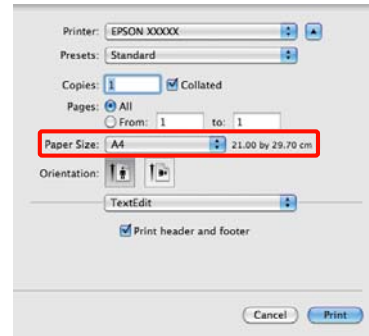 Printer: EPSON XXXXX
Presets: Standard
Copies: 1 Collated
Pages: All
From: 1 to: 1
Paper Size: A4 21.00 by 29.70 cm
Orientation:
TextEdit
Print header and footer
Cancel Print